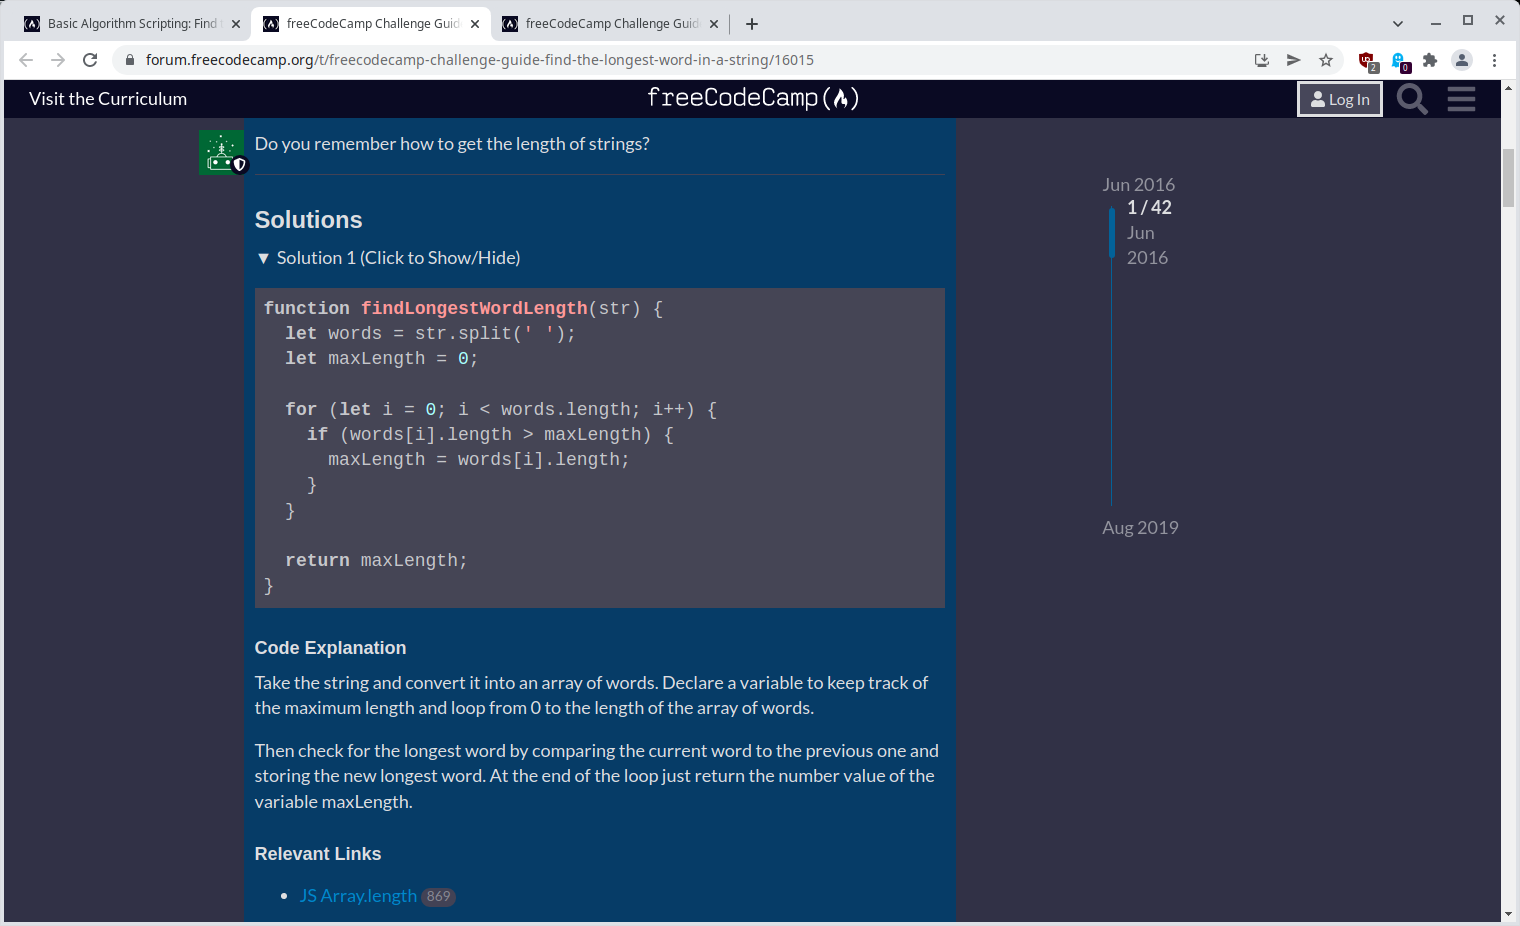 Basic Algorithm Scripting: Find
freeCodeCamp Challenge Guid
freeCodeCamp Challenge Guid
forum.freecodecamp.org/t/freecodecamp-challenge-guide-find-the-longest-word-in-a-string/16015
2
0
Visit the Curriculum
freeCodeCamp
Log In
Do you remember how to get the length of strings?
Solutions
▼ Solution 1 (Click to Show/Hide)
function findLongestWordLength(str) {
  let words = str.split(' ');
  let maxLength = 0;
  for (let i = 0; i < words.length; i++) {
    if (words[i].length > maxLength) {
      maxLength = words[i].length;
    }
  }
  return maxLength;
}
Code Explanation
Take the string and convert it into an array of words. Declare a variable to keep track of
the maximum length and loop from 0 to the length of the array of words.
Then check for the longest word by comparing the current word to the previous one and
storing the new longest word. At the end of the loop just return the number value of the
variable maxLength.
Relevant Links
• JS Array.length 869
Jun 2016
1 / 42
Jun
2016
Aug 2019